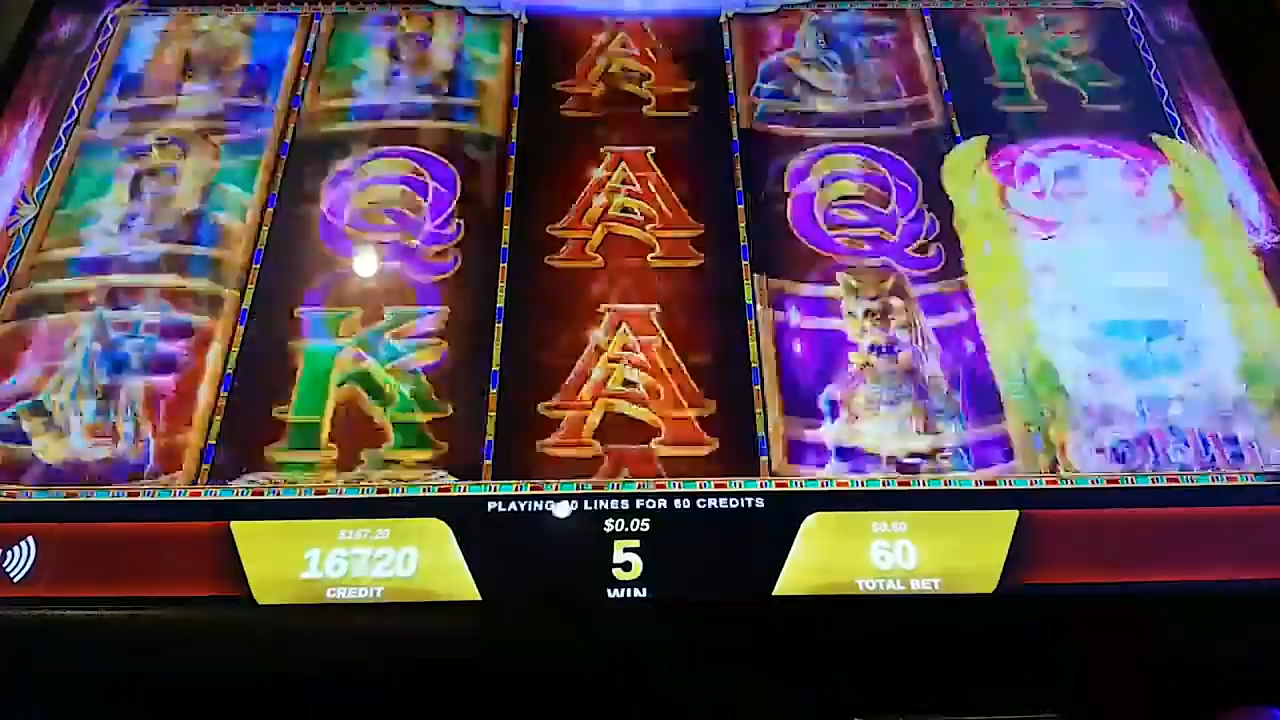 K
A
Q A Q
K A
PLAYING LINES FOR 60 CREDITS
$167.20 $0.05 $0.60
16720 5 60
CREDIT WIN TOTAL BET